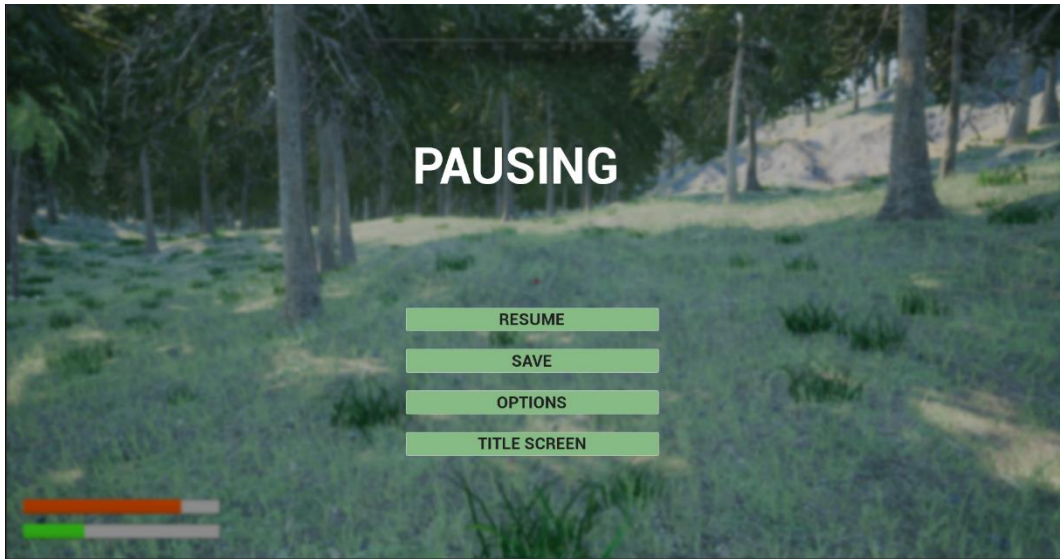 PAUSING
RESUME
SAVE
OPTIONS
TITLE SCREEN